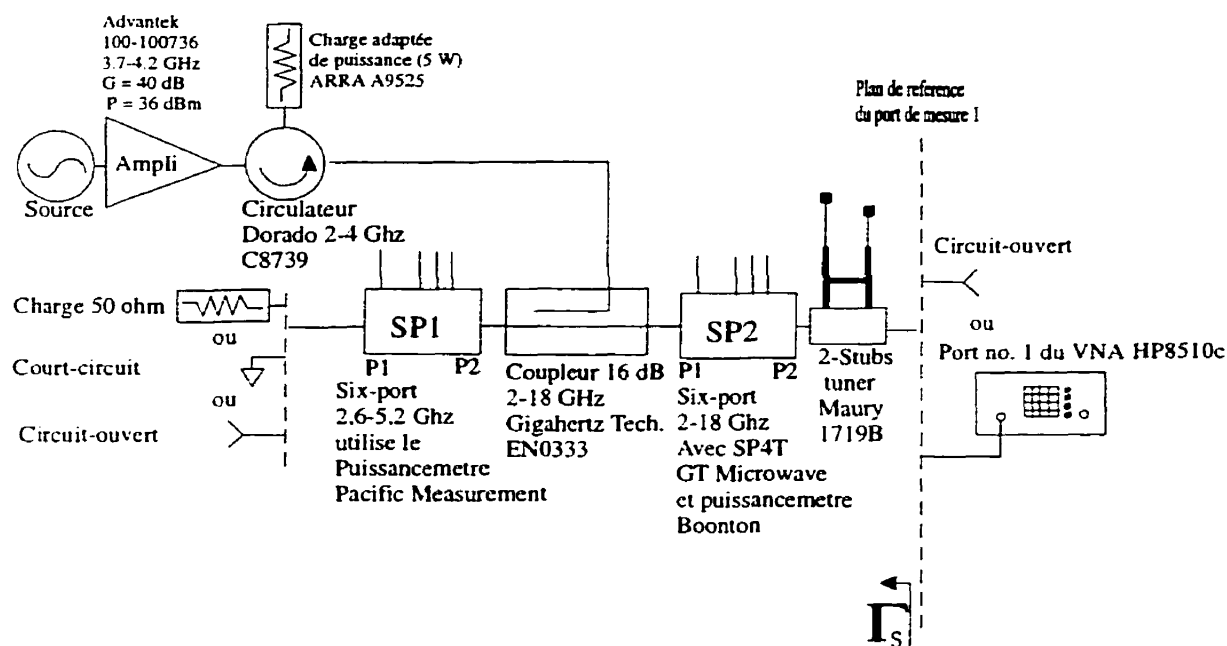 Advantek
100-100736
3.7-4.2 GHz
G = 40 dB
P = 36 dBm
Charge adaptée
de puissance (5 W)
ARRA A9525
Plan de reference
du port de mesure 1
Ampli
Source
Circulateur
Dorado 2-4 Ghz
C8739
Circuit-ouvert
ou
Port no. 1 du VNA HP8510c
Charge 50 ohm
ou
Court-circuit
ou
Circuit-ouvert
SP1
P1 P2
Six-port
2.6-5.2 Ghz
utilise le
Puissancemetre
Pacific Measurement
Coupleur 16 dB
2-18 GHz
Gigahertz Tech.
EN0333
SP2
P1 P2
Six-port
2-18 Ghz
Avec SP4T
GT Microwave
et puissancemetre
Boonton
2-Stubs
tuner
Maury
1719B
Γs